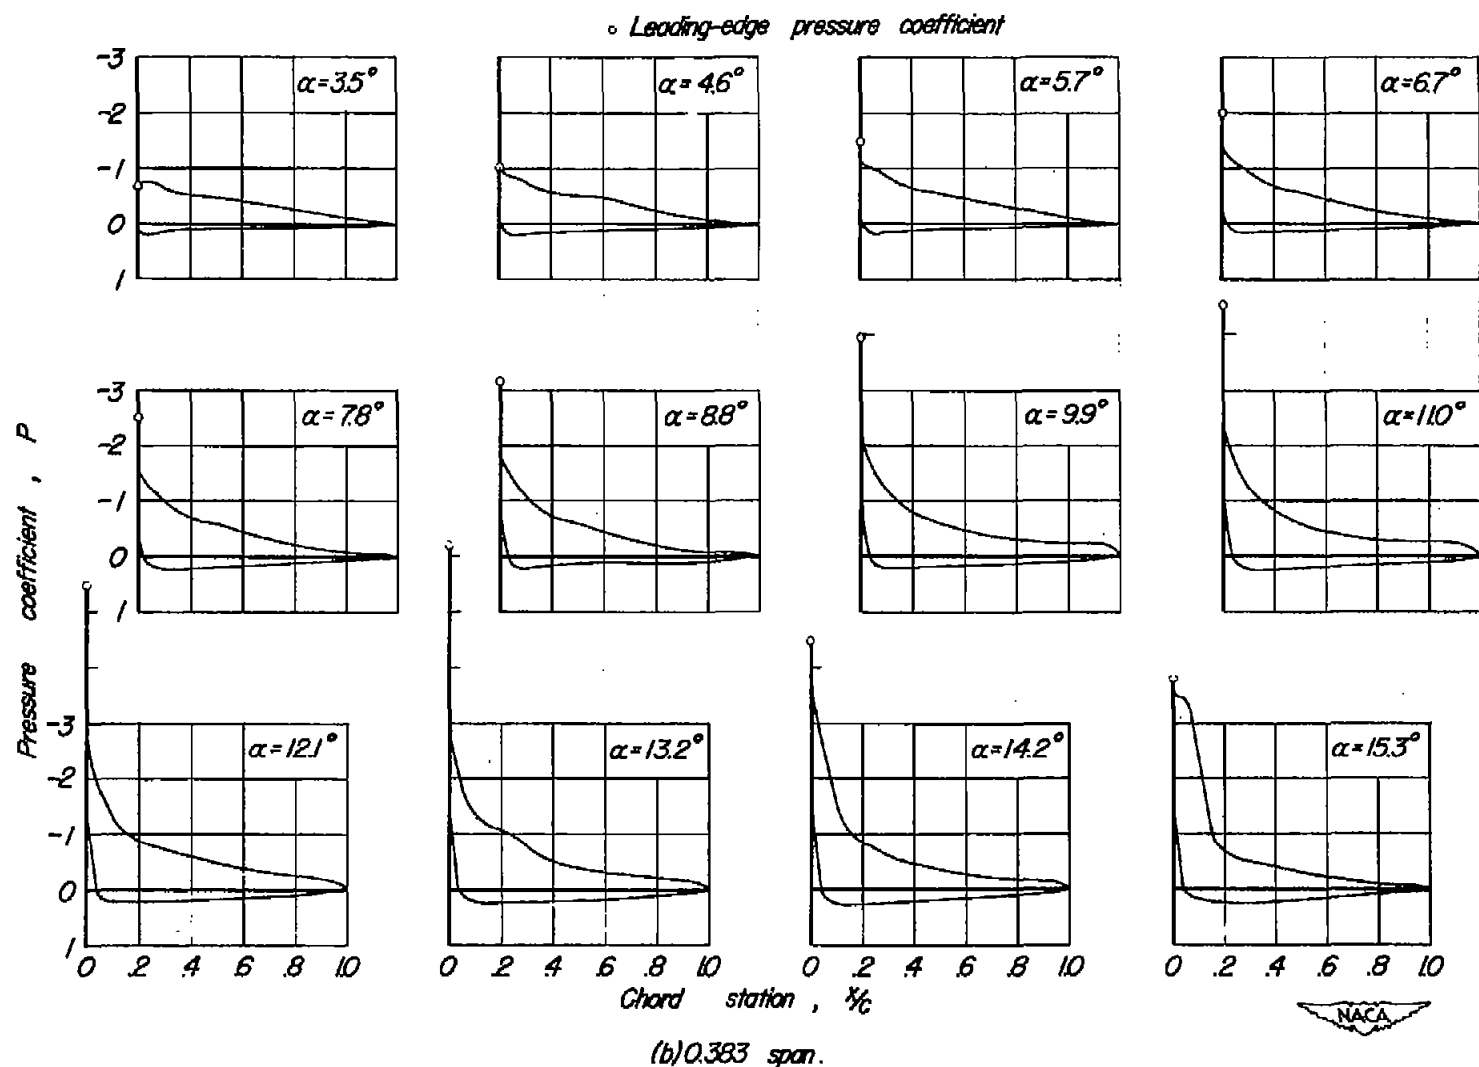 o Leading-edge pressure coefficient
-3 α=3.5° α=4.6° α=5.7° α=6.7°
-2
-1
0
1
-3 α=7.8° α=8.8° α=9.9° α=11.0°
-2
-1
0
1
Pressure coefficient , P
-3 α=12.1° α=13.2° α=14.2° α=15.3°
-2
-1
0
1
0 .2 .4 .6 .8 1.0 0 .2 .4 .6 .8 1.0 0 .2 .4 .6 .8 1.0 0 .2 .4 .6 .8 1.0
Chord station , x/c
NACA
(b) 0.383 span.